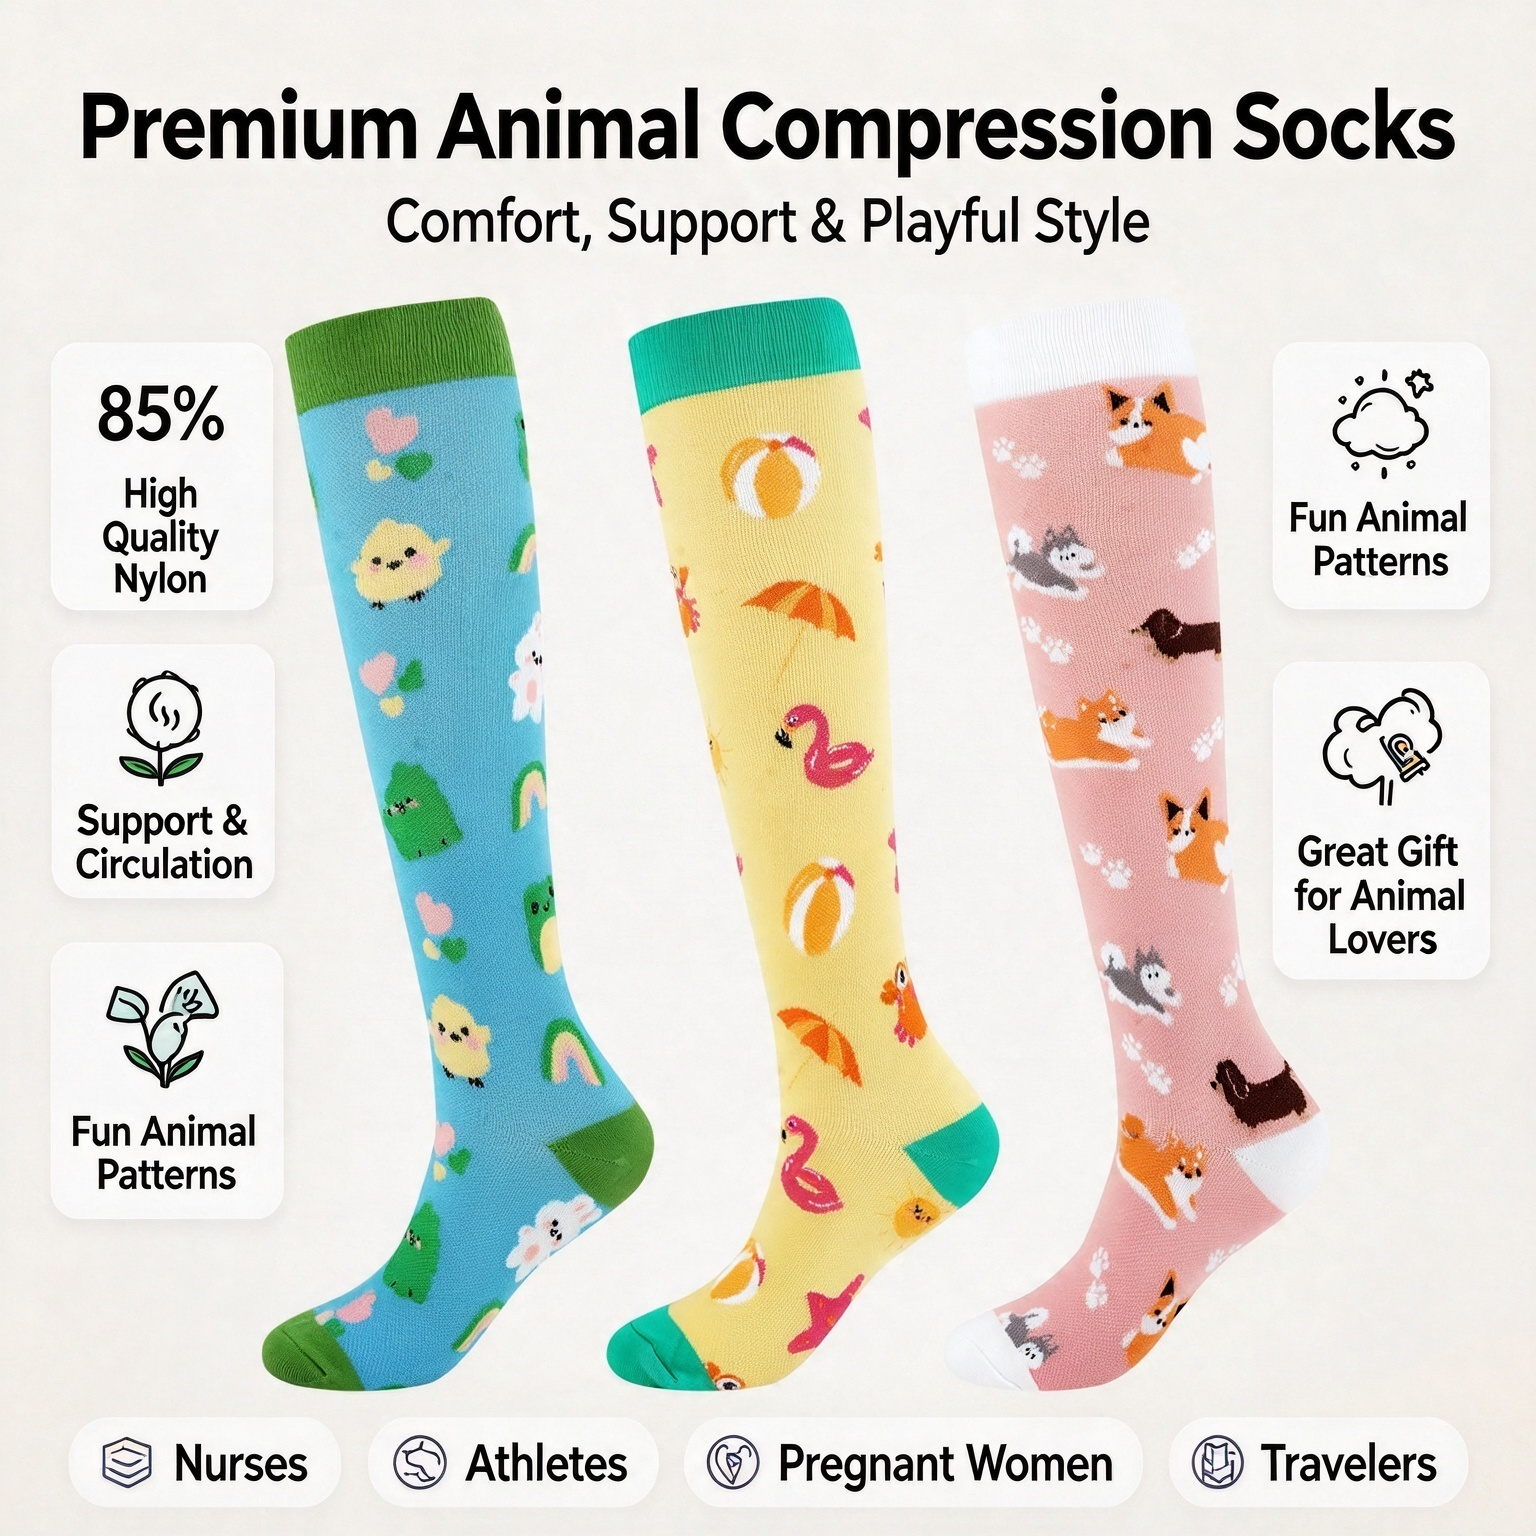 Premium Animal Compression Socks
Comfort, Support & Playful Style
85%
High
Quality
Nylon
Support &
Circulation
Fun Animal
Patterns
Fun Animal
Patterns
Great Gift
for Animal
Lovers
Nurses
Athletes
Pregnant Women
Travelers